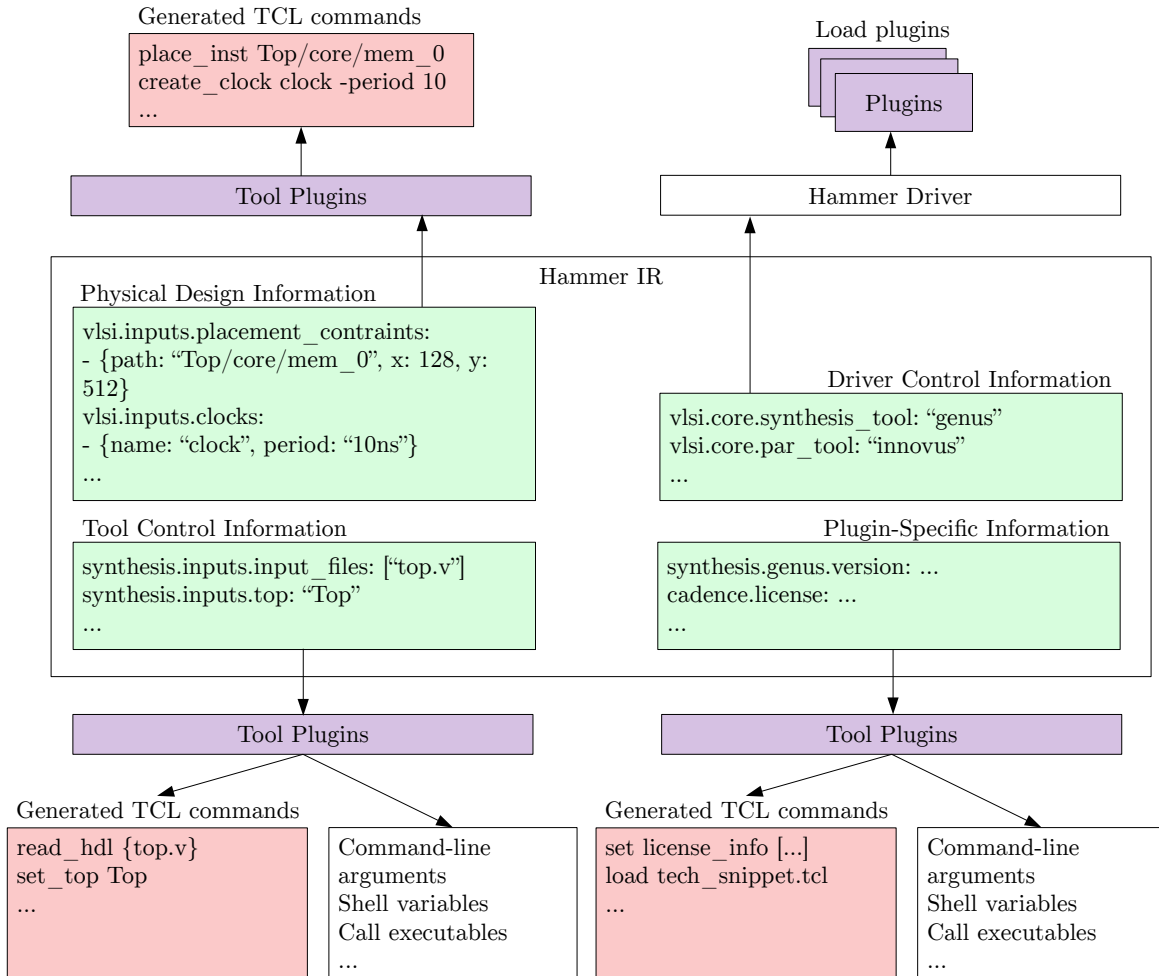 Generated TCL commands
place_inst Top/core/mem_0
create_clock clock -period 10
...
Load plugins
Plugins
Tool Plugins
Hammer Driver
Hammer IR
Physical Design Information
vlsi.inputs.placement_contraints:
- {path: “Top/core/mem_0”, x: 128, y:
512}
vlsi.inputs.clocks:
- {name: “clock”, period: “10ns”}
...
Driver Control Information
vlsi.core.synthesis_tool: “genus”
vlsi.core.par_tool: “innovus”
...
Tool Control Information
synthesis.inputs.input_files: [“top.v”]
synthesis.inputs.top: “Top”
...
Plugin-Specific Information
synthesis.genus.version: ...
cadence.license: ...
...
Tool Plugins
Tool Plugins
Generated TCL commands
read_hdl {top.v}
set_top Top
...
Command-line
arguments
Shell variables
Call executables
...
Generated TCL commands
set license_info [...]
load tech_snippet.tcl
...
Command-line
arguments
Shell variables
Call executables
...